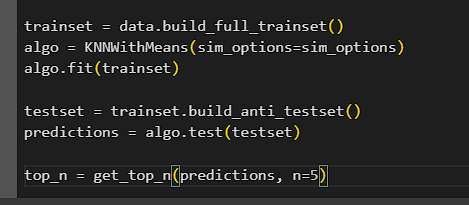 trainset = data.build_full_trainset()
algo = KNNWithMeans(sim_options=sim_options)
algo.fit(trainset)
testset = trainset.build_anti_testset()
predictions = algo.test(testset)
top_n = get_top_n(predictions, n=5)